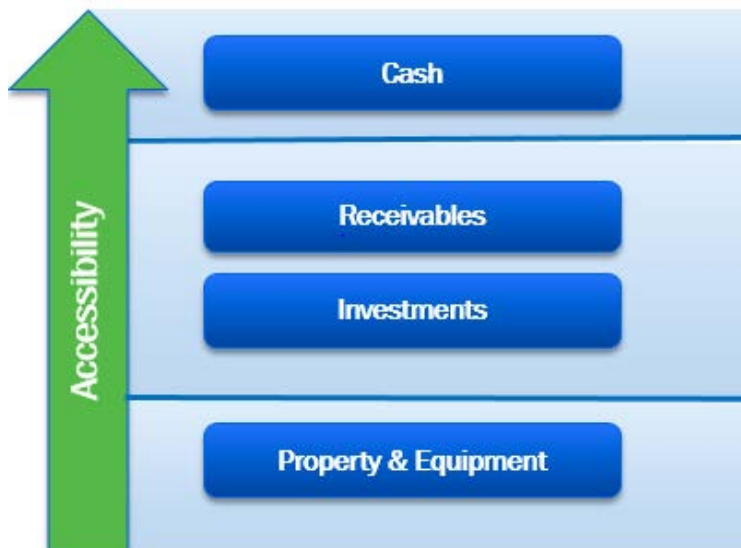 Cash
Receivables
Accessibility
Investments
Property & Equipment